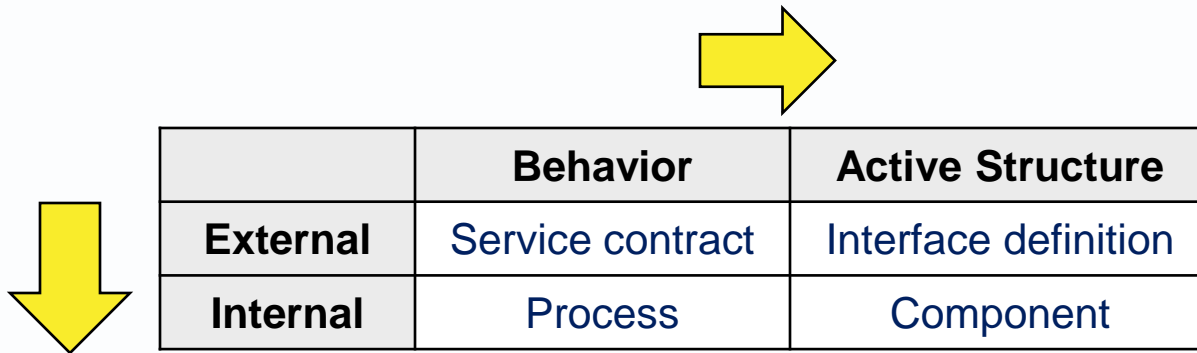 Behavior Active Structure
External Service contract Interface definition
Internal Process Component